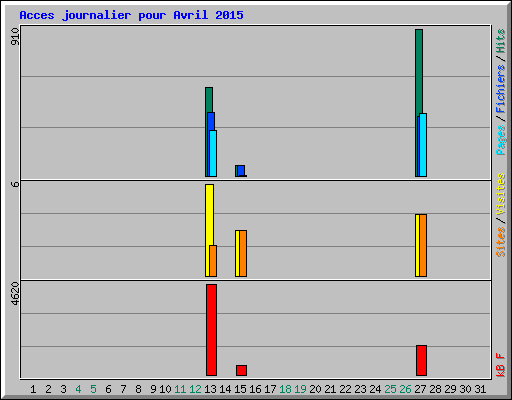 Acces journalier pour Avril 2015
910
6
4620
Pages / Fichiers / Hits
Sites / Visites
kB F
1 2 3 4 5 6 7 8 9 10 11 12 13 14 15 16 17 18 19 20 21 22 23 24 25 26 27 28 29 30 31